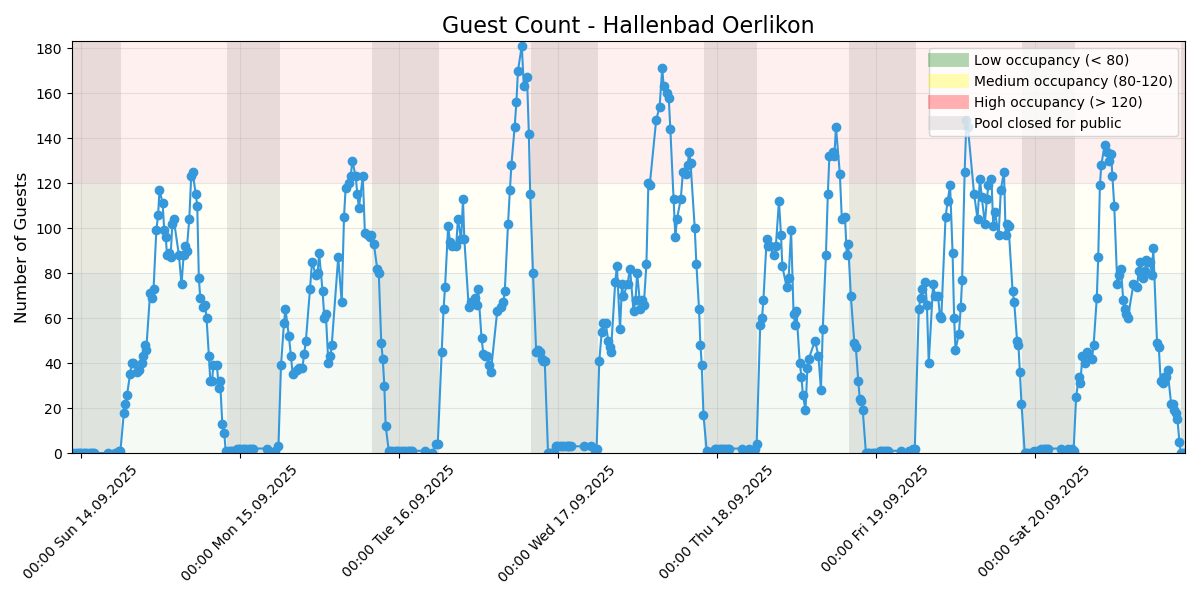 Guest Count - Hallenbad Oerlikon
Number of Guests
180
160
140
120
100
80
60
40
20
0
Low occupancy (< 80)
Medium occupancy (80-120)
High occupancy (> 120)
Pool closed for public
00:00 Sun 14.09.2025
00:00 Mon 15.09.2025
00:00 Tue 16.09.2025
00:00 Wed 17.09.2025
00:00 Thu 18.09.2025
00:00 Fri 19.09.2025
00:00 Sat 20.09.2025